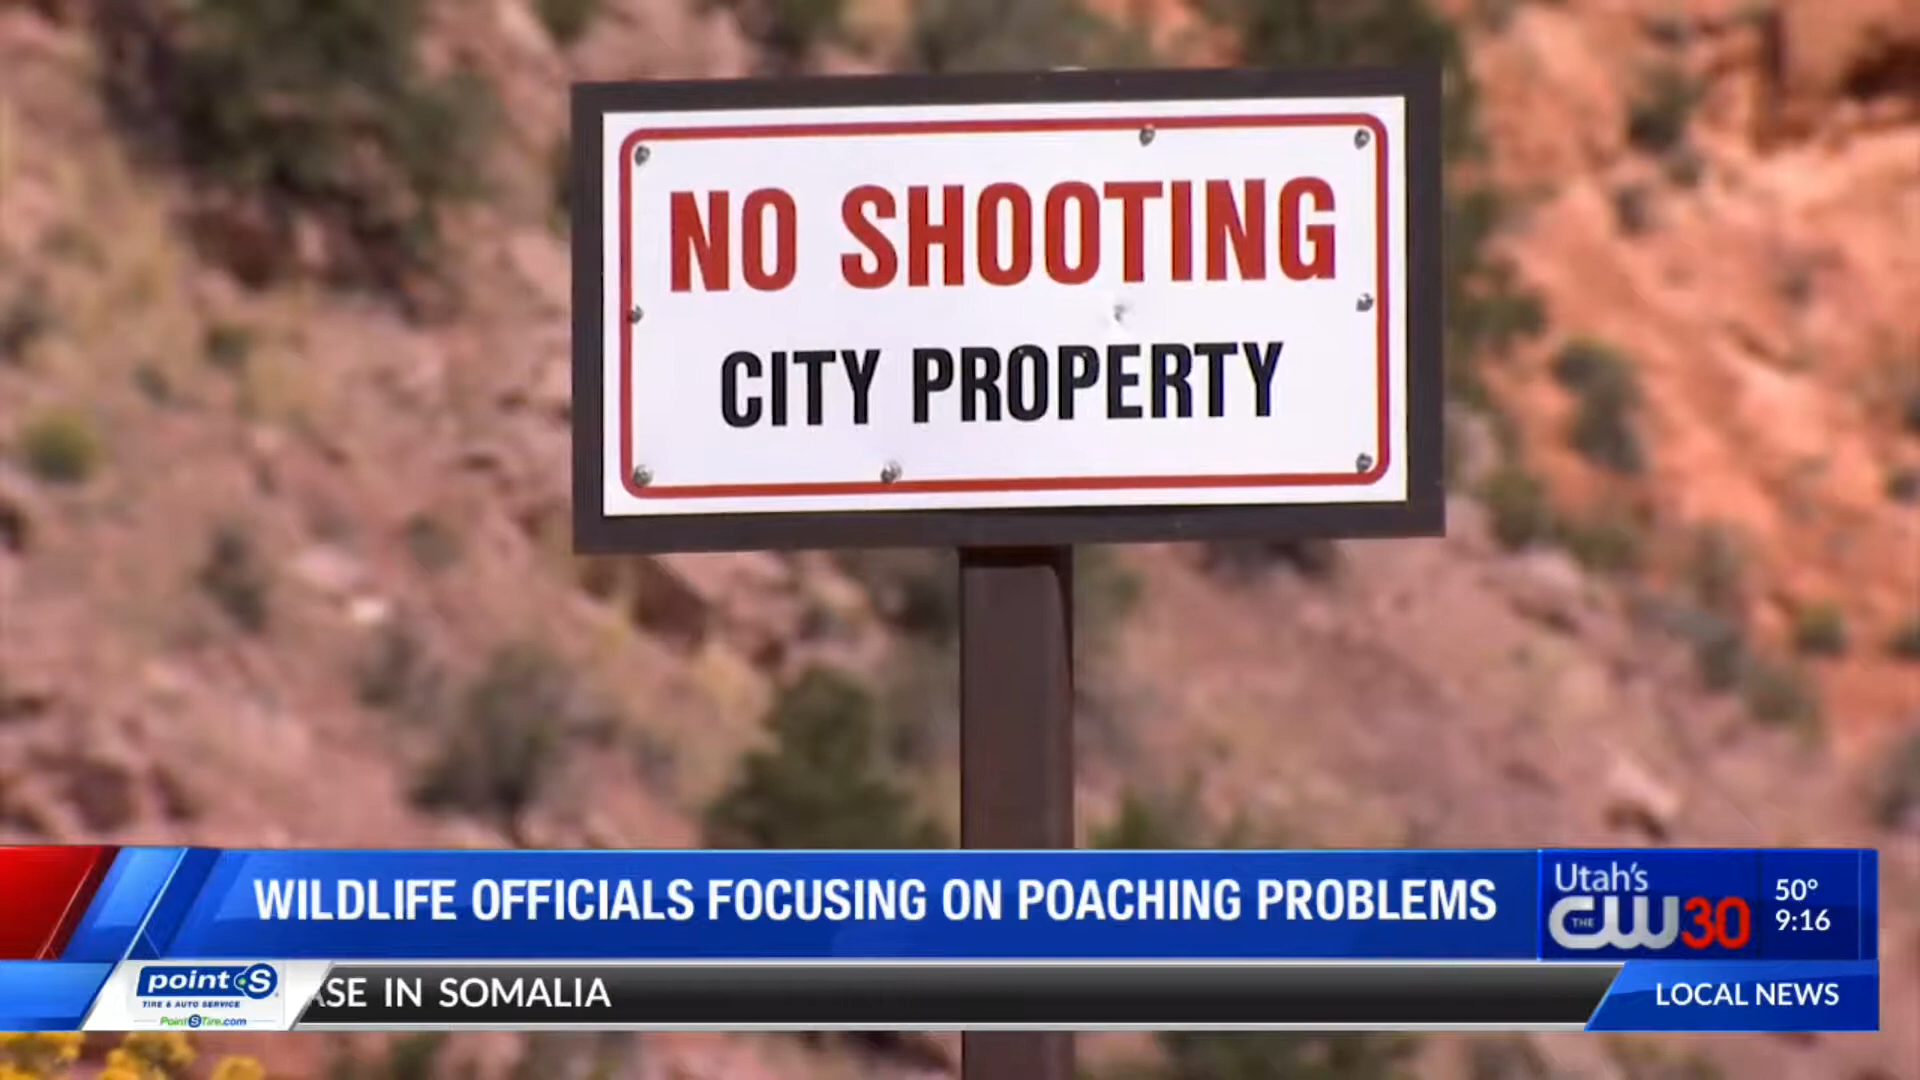 NO SHOOTING
CITY PROPERTY
WILDLIFE OFFICIALS FOCUSING ON POACHING PROBLEMS
Utah's
THE CW30
50°
9:16
point S
TIRE & AUTO SERVICE
PointSTire.com
ASE IN SOMALIA
LOCAL NEWS